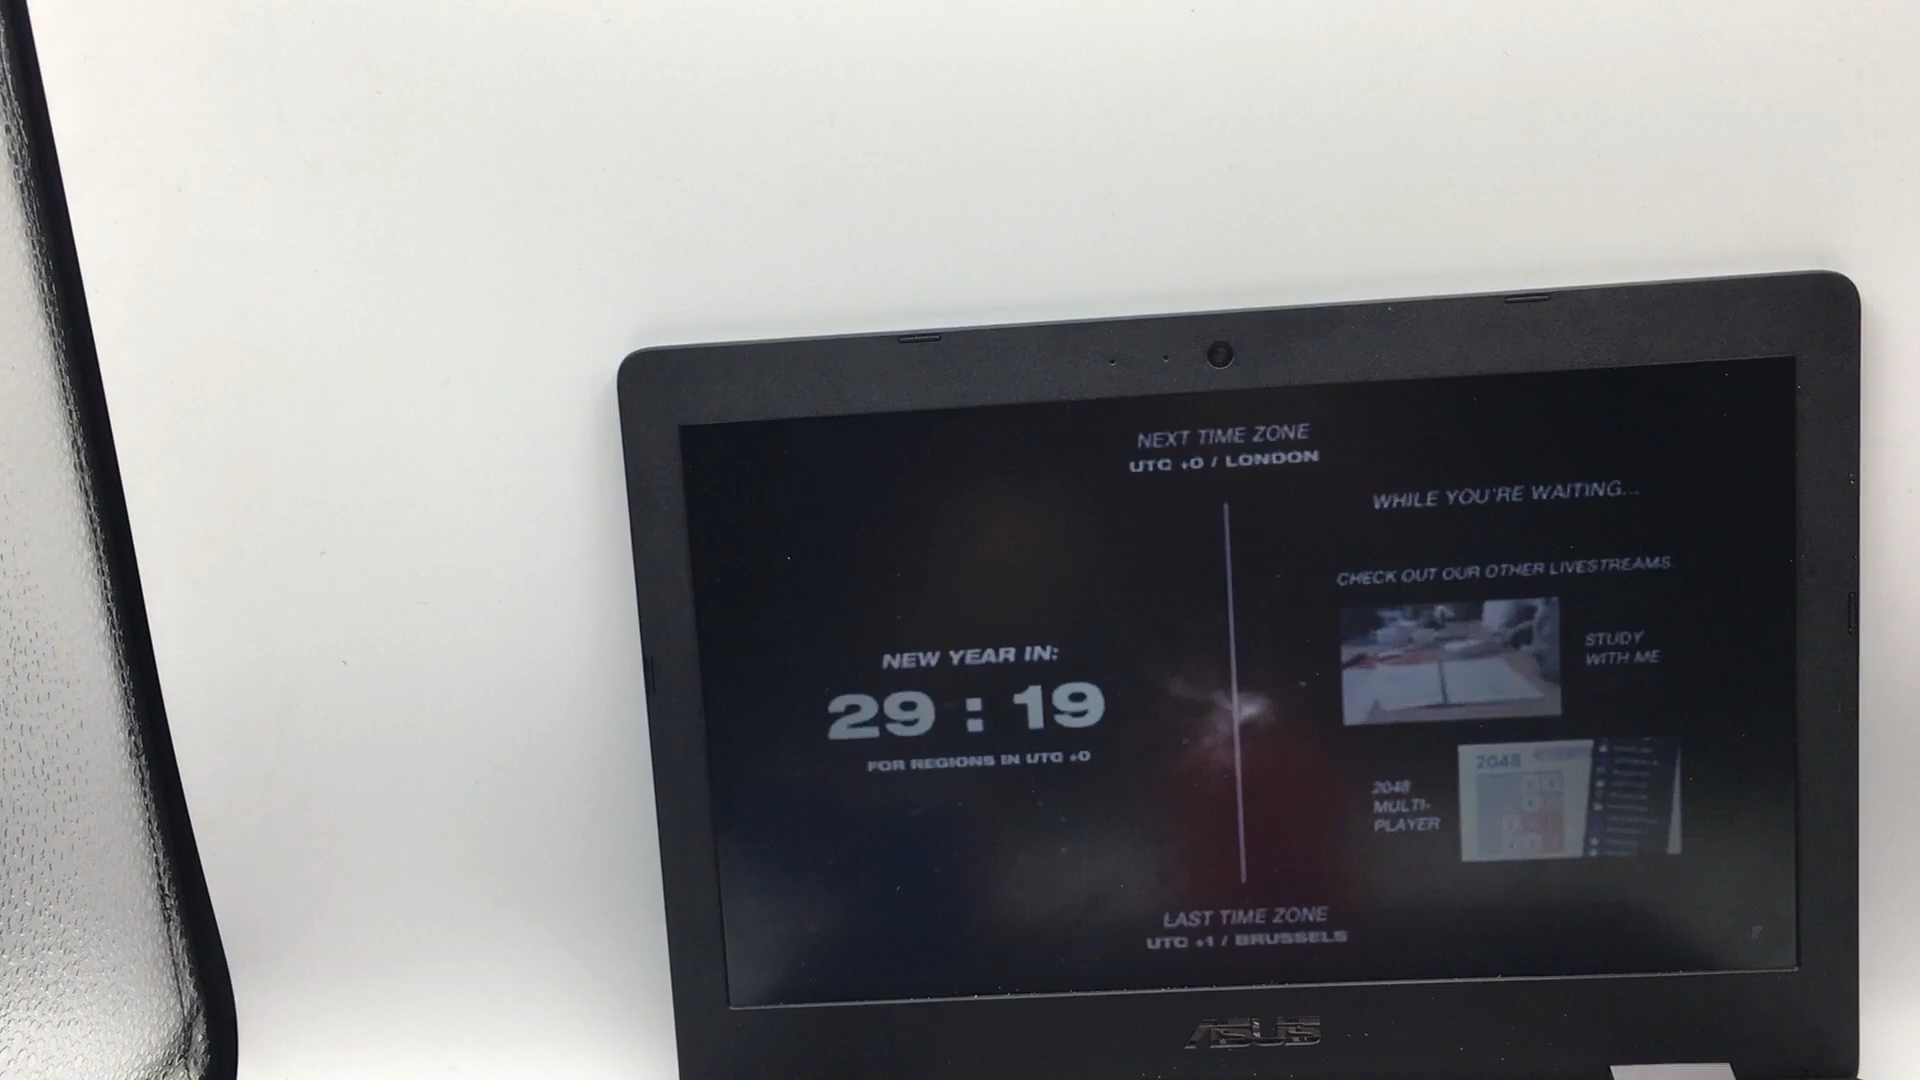 NEXT TIME ZONE
UTC +0 / LONDON
WHILE YOU'RE WAITING...
CHECK OUT OUR OTHER LIVESTREAMS
NEW YEAR IN:
29 : 19
FOR REGIONS IN UTC +0
STUDY
WITH ME
2048
MULTI-
PLAYER
2048
LAST TIME ZONE
UTC +1 / BRUSSELS
ASUS